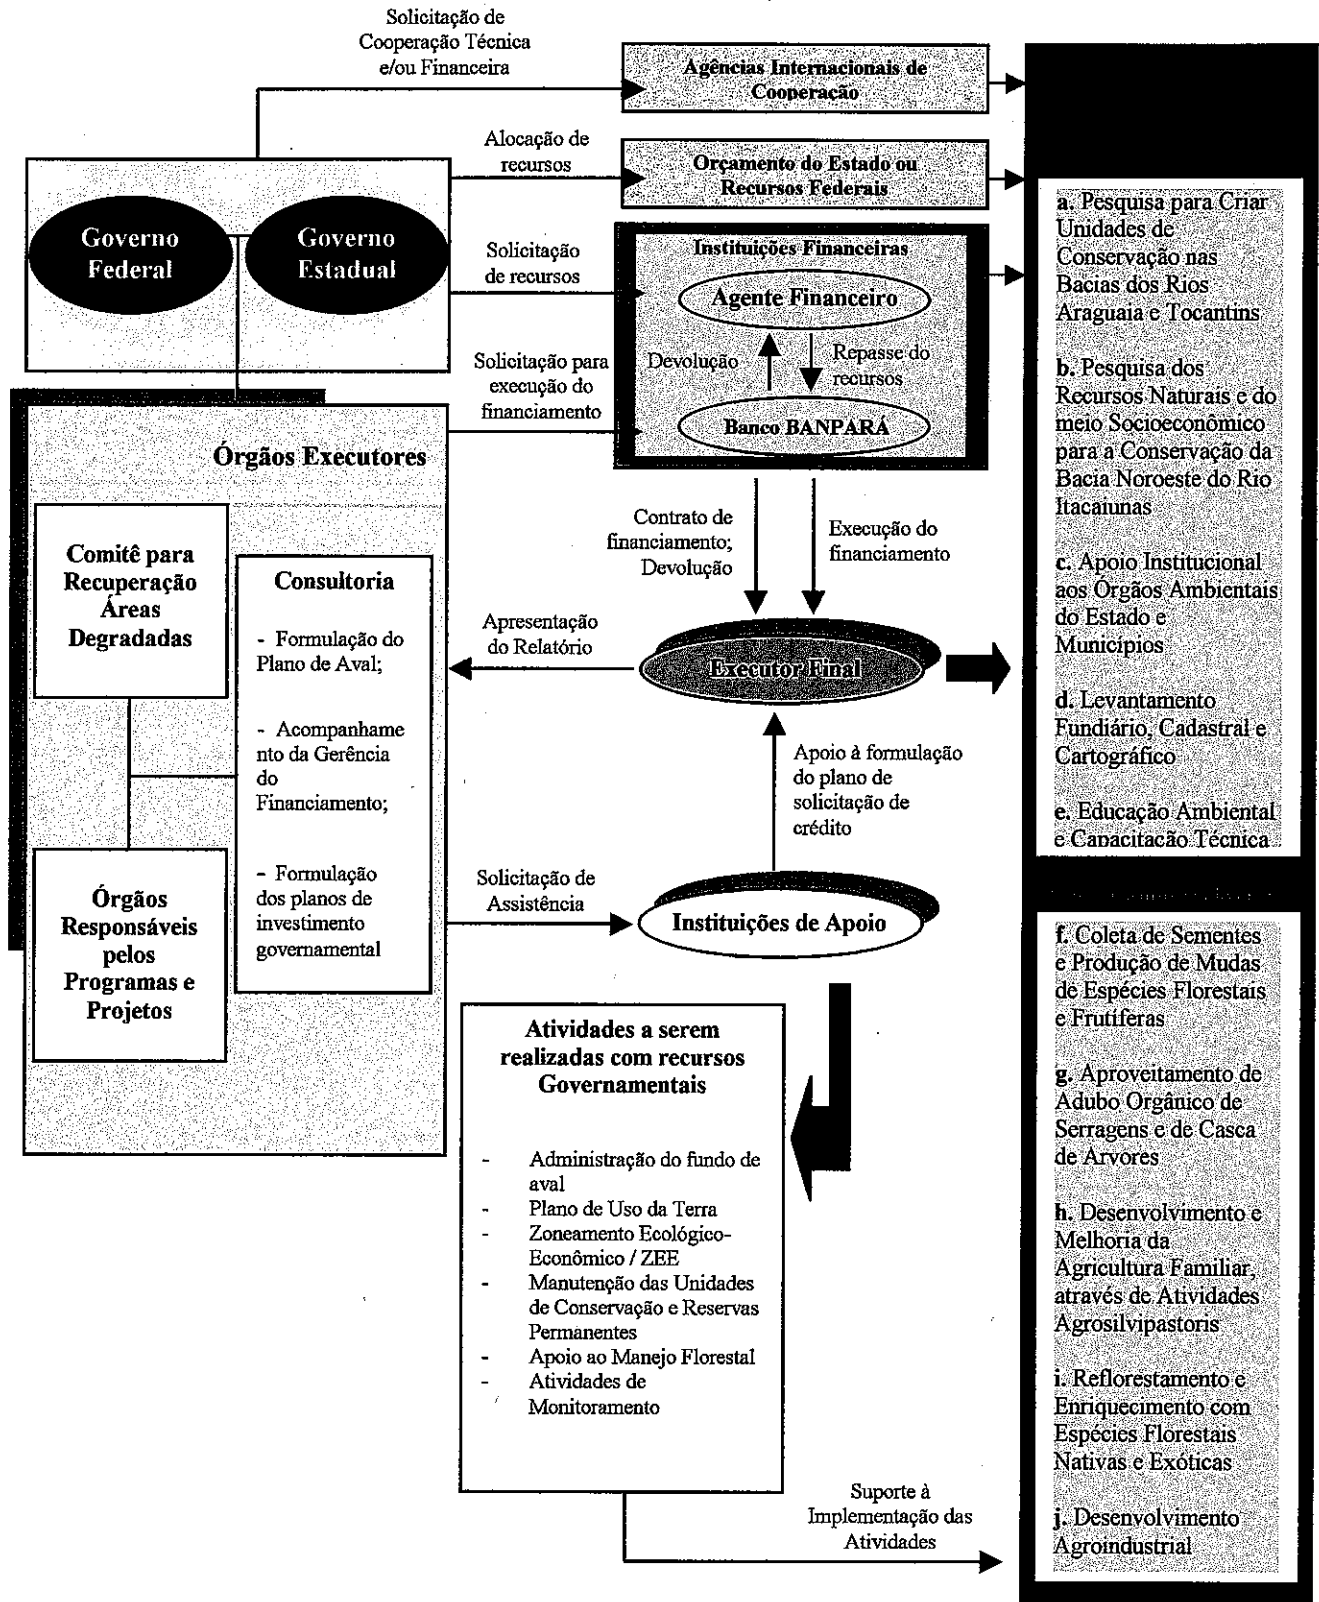 Solicitação de
Cooperação Técnica
e/ou Financeira
Agências Internacionais de
Cooperação
Alocação de
recursos
Orçamento do Estado ou
Recursos Federais
Governo
Federal
Governo
Estadual
Solicitação
de recursos
Instituições Financeiras
Agente Financeiro
Devolução
Repasse do
recursos
Banco BANPARÁ
Solicitação para
execução do
financiamento
Órgãos Executores
Comitê para
Recuperação
Áreas
Degradadas
Consultoria
- Formulação do
Plano de Aval;
- Acompanhame
nto da Gerência
do
Financiamento;
- Formulação
dos planos de
investimento
governamental
Órgãos
Responsáveis
pelos
Programas e
Projetos
Contrato de
financiamento;
Devolução
Execução do
financiamento
Apresentação
do Relatório
Executor Final
Apoio à formulação
do plano de
solicitação de
crédito
Solicitação de
Assistência
Instituições de Apoio
Atividades a serem
realizadas com recursos
Governamentais
- Administração do fundo de
aval
- Plano de Uso da Terra
- Zoneamento Ecológico-
Econômico / ZEE
- Manutenção das Unidades
de Conservação e Reservas
Permanentes
- Apoio ao Manejo Florestal
- Atividades de
Monitoramento
Suporte à
Implementação das
Atividades
a. Pesquisa para Criar
Unidades de
Conservação nas
Bacias dos Rios
Araguaia e Tocantins
b. Pesquisa dos
Recursos Naturais e do
meio Socioeconômico
para a Conservação da
Bacia Noroeste do Rio
Itacaiunas
c. Apoio Institucional
aos Órgãos Ambientais
do Estado e
Municípios
d. Levantamento
Fundiário, Cadastral e
Cartográfico
e. Educação Ambiental
e Capacitação Técnica
f. Coleta de Sementes
e Produção de Mudas
de Espécies Florestais
e Frutíferas
g. Aproveitamento de
Adubo Orgânico de
Serragens e de Casca
de Arvores
h. Desenvolvimento e
Melhoria da
Agricultura Familiar,
através de Atividades
Agrosilvipastoris
i. Reflorestamento e
Enriquecimento com
Espécies Florestais
Nativas e Exóticas
j. Desenvolvimento
Agroindustrial